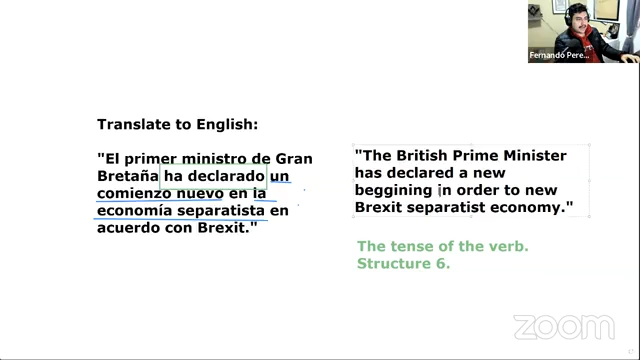 Fernando Pere...
Translate to English:
"El primer ministro de Gran
Bretaña ha declarado un
comienzo nuevo en la
economía separatista en
acuerdo con Brexit."
"The British Prime Minister
has declared a new
beggining in order to new
Brexit separatist economy."
The tense of the verb.
Structure 6.
zoom